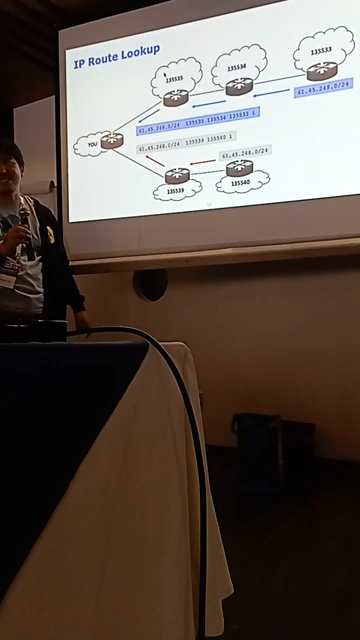 IP Route Lookup
135535
135534
135533
61.45.248.0/24
61.45.248.0/24 135535 135534 135533 i
YOU
61.45.248.0/24 135539 135540 i
61.45.248.0/24
135539
135540